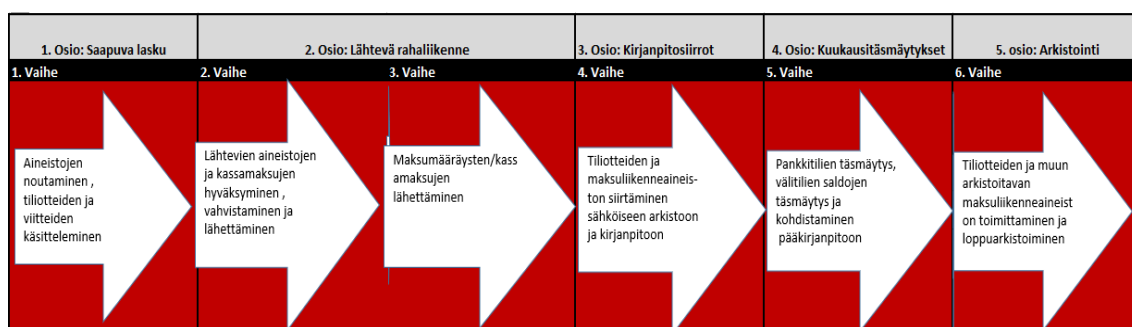 1. Osio: Saapuva lasku
2. Osio: Lähtevä rahaliikenne
3. Osio: Kirjanpitosiirrot
4. Osio: Kuukausitäsmäytykset
5. osio: Arkistointi
1. Vaihe
2. Vaihe
3. Vaihe
4. Vaihe
5. Vaihe
6. Vaihe
Aineistojen
noutaminen ,
tiliotteiden ja
viitteiden
käsitteleminen
Lähtevien aineistojen
ja kassamaksujen
hyväksyminen ,
vahvistaminen ja
lähettäminen
Maksumääräysten/kass
amaksujen
lähettäminen
Tiliotteiden ja
maksuliikenneaineis-
ton siirtäminen
sähköiseen arkistoon
ja kirjanpitoon
Pankkitilien täsmäytys,
välitilien saldojen
täsmäytys ja
kohdistaminen
pääkirjanpitoon
Tiliotteiden ja muun
arkistoitavan
maksuliikenneaineist
on toimittaminen ja
loppuarkistoiminen